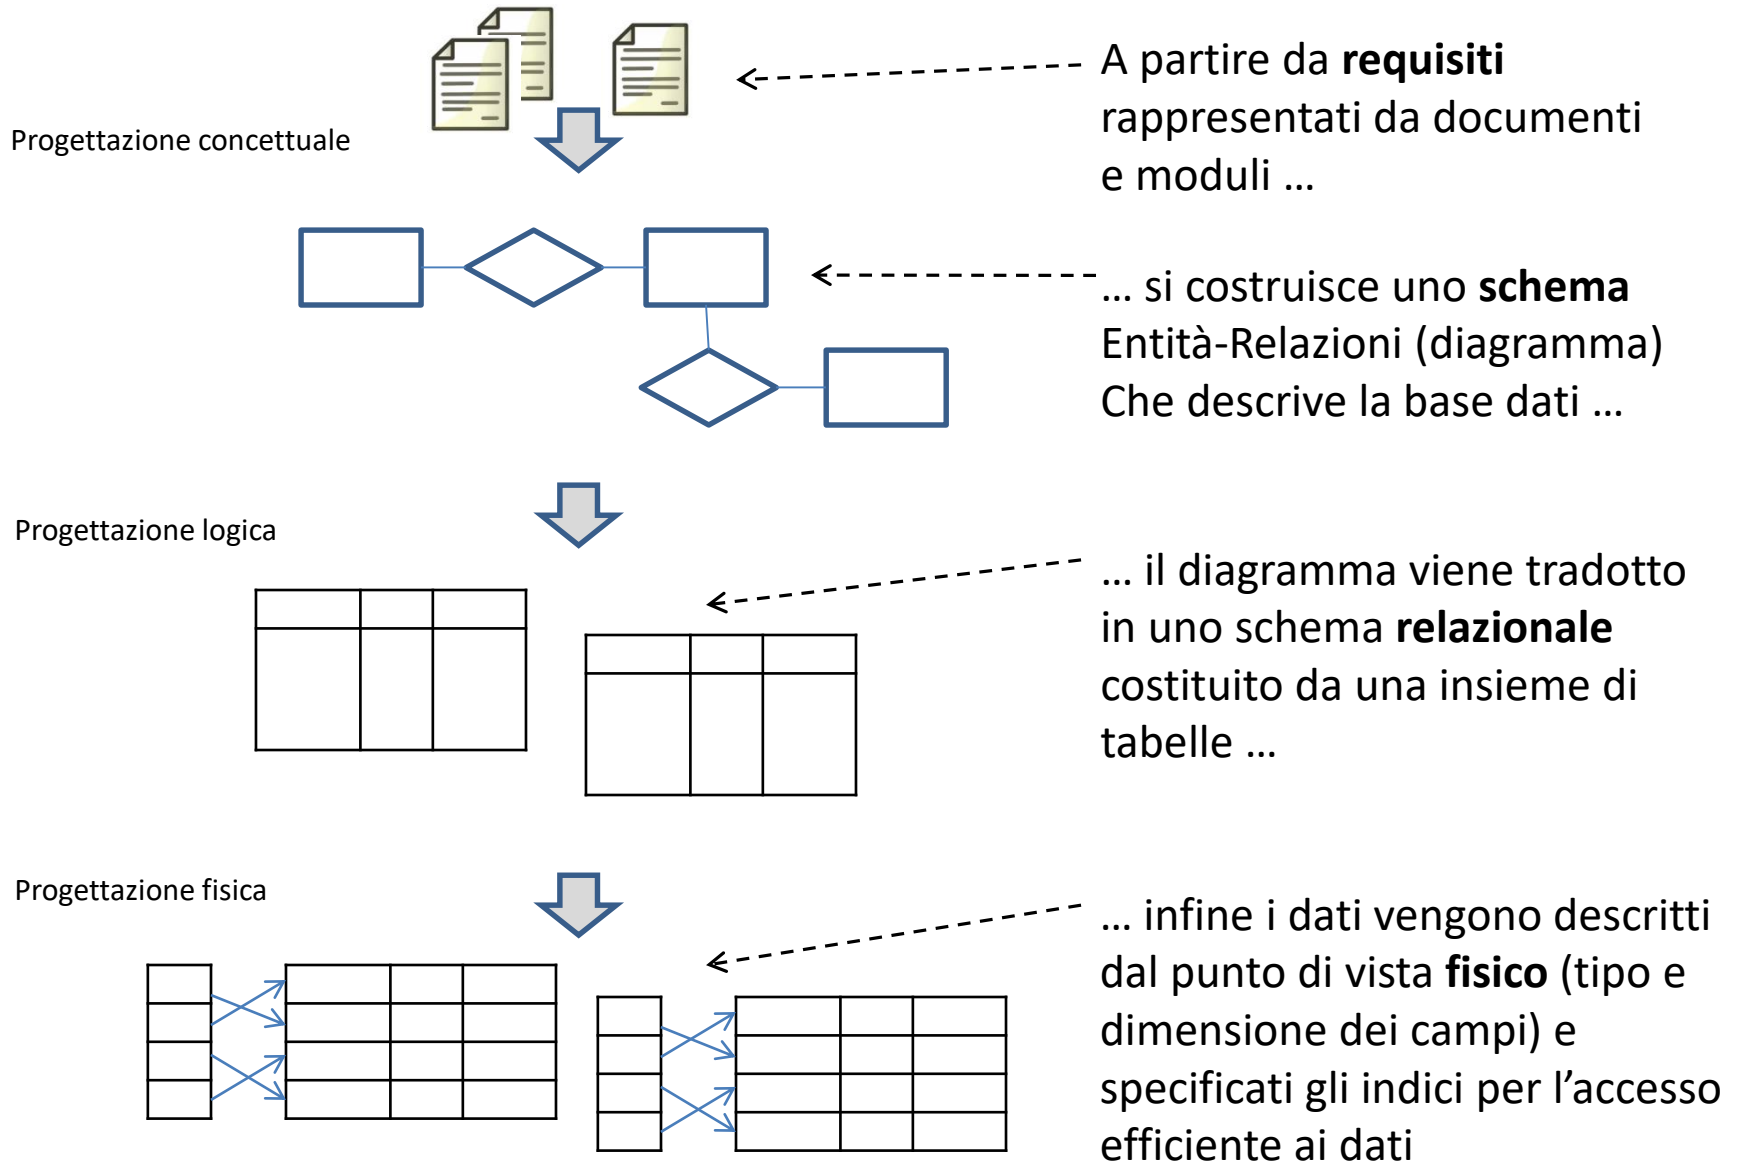 A partire da requisiti
rappresentati da documenti
e moduli …
Progettazione concettuale
… si costruisce uno schema
Entità-Relazioni (diagramma)
Che descrive la base dati …
Progettazione logica
… il diagramma viene tradotto
in uno schema relazionale
costituito da una insieme di
tabelle …
Progettazione fisica
… infine i dati vengono descritti
dal punto di vista fisico (tipo e
dimensione dei campi) e
specificati gli indici per l’accesso
efficiente ai dati